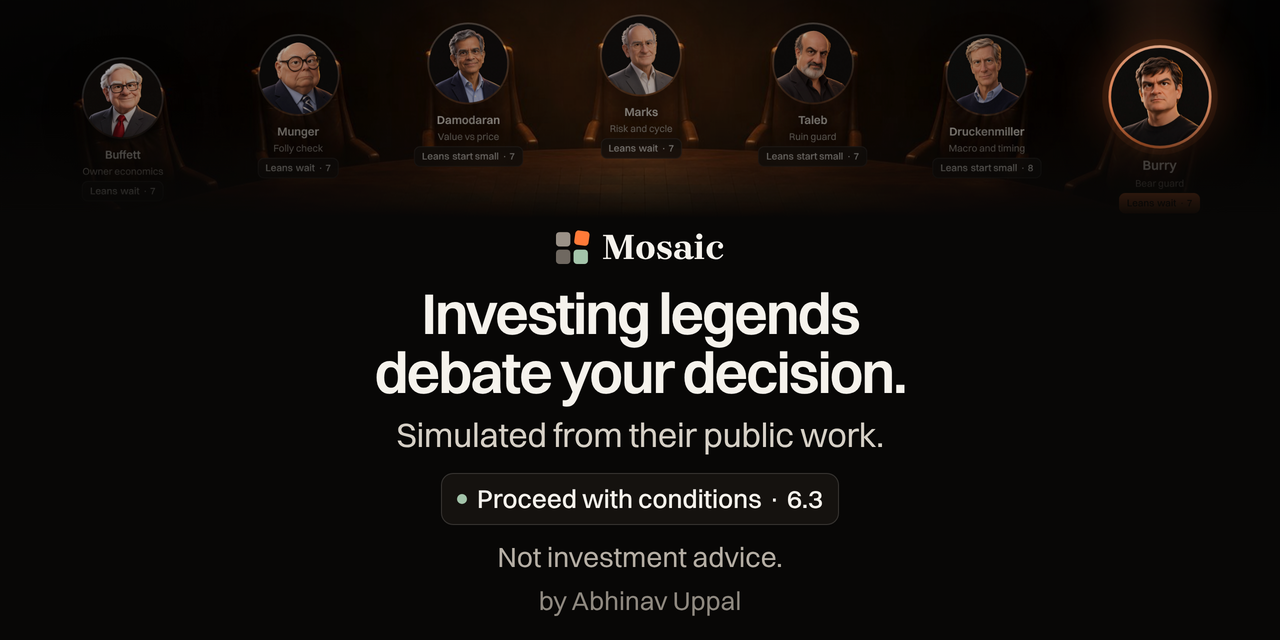 Buffett
Owner economics
Leans wait · 7
Munger
Folly check
Leans wait · 7
Damodaran
Value vs price
Leans start small · 7
Marks
Risk and cycle
Leans wait · 7
Taleb
Ruin guard
Leans start small · 7
Druckenmiller
Macro and timing
Leans start small · 8
Burry
Bear guard
Leans wait · 7
Mosaic
Investing legends
debate your decision.
Simulated from their public work.
Proceed with conditions · 6.3
Not investment advice.
by Abhinav Uppal